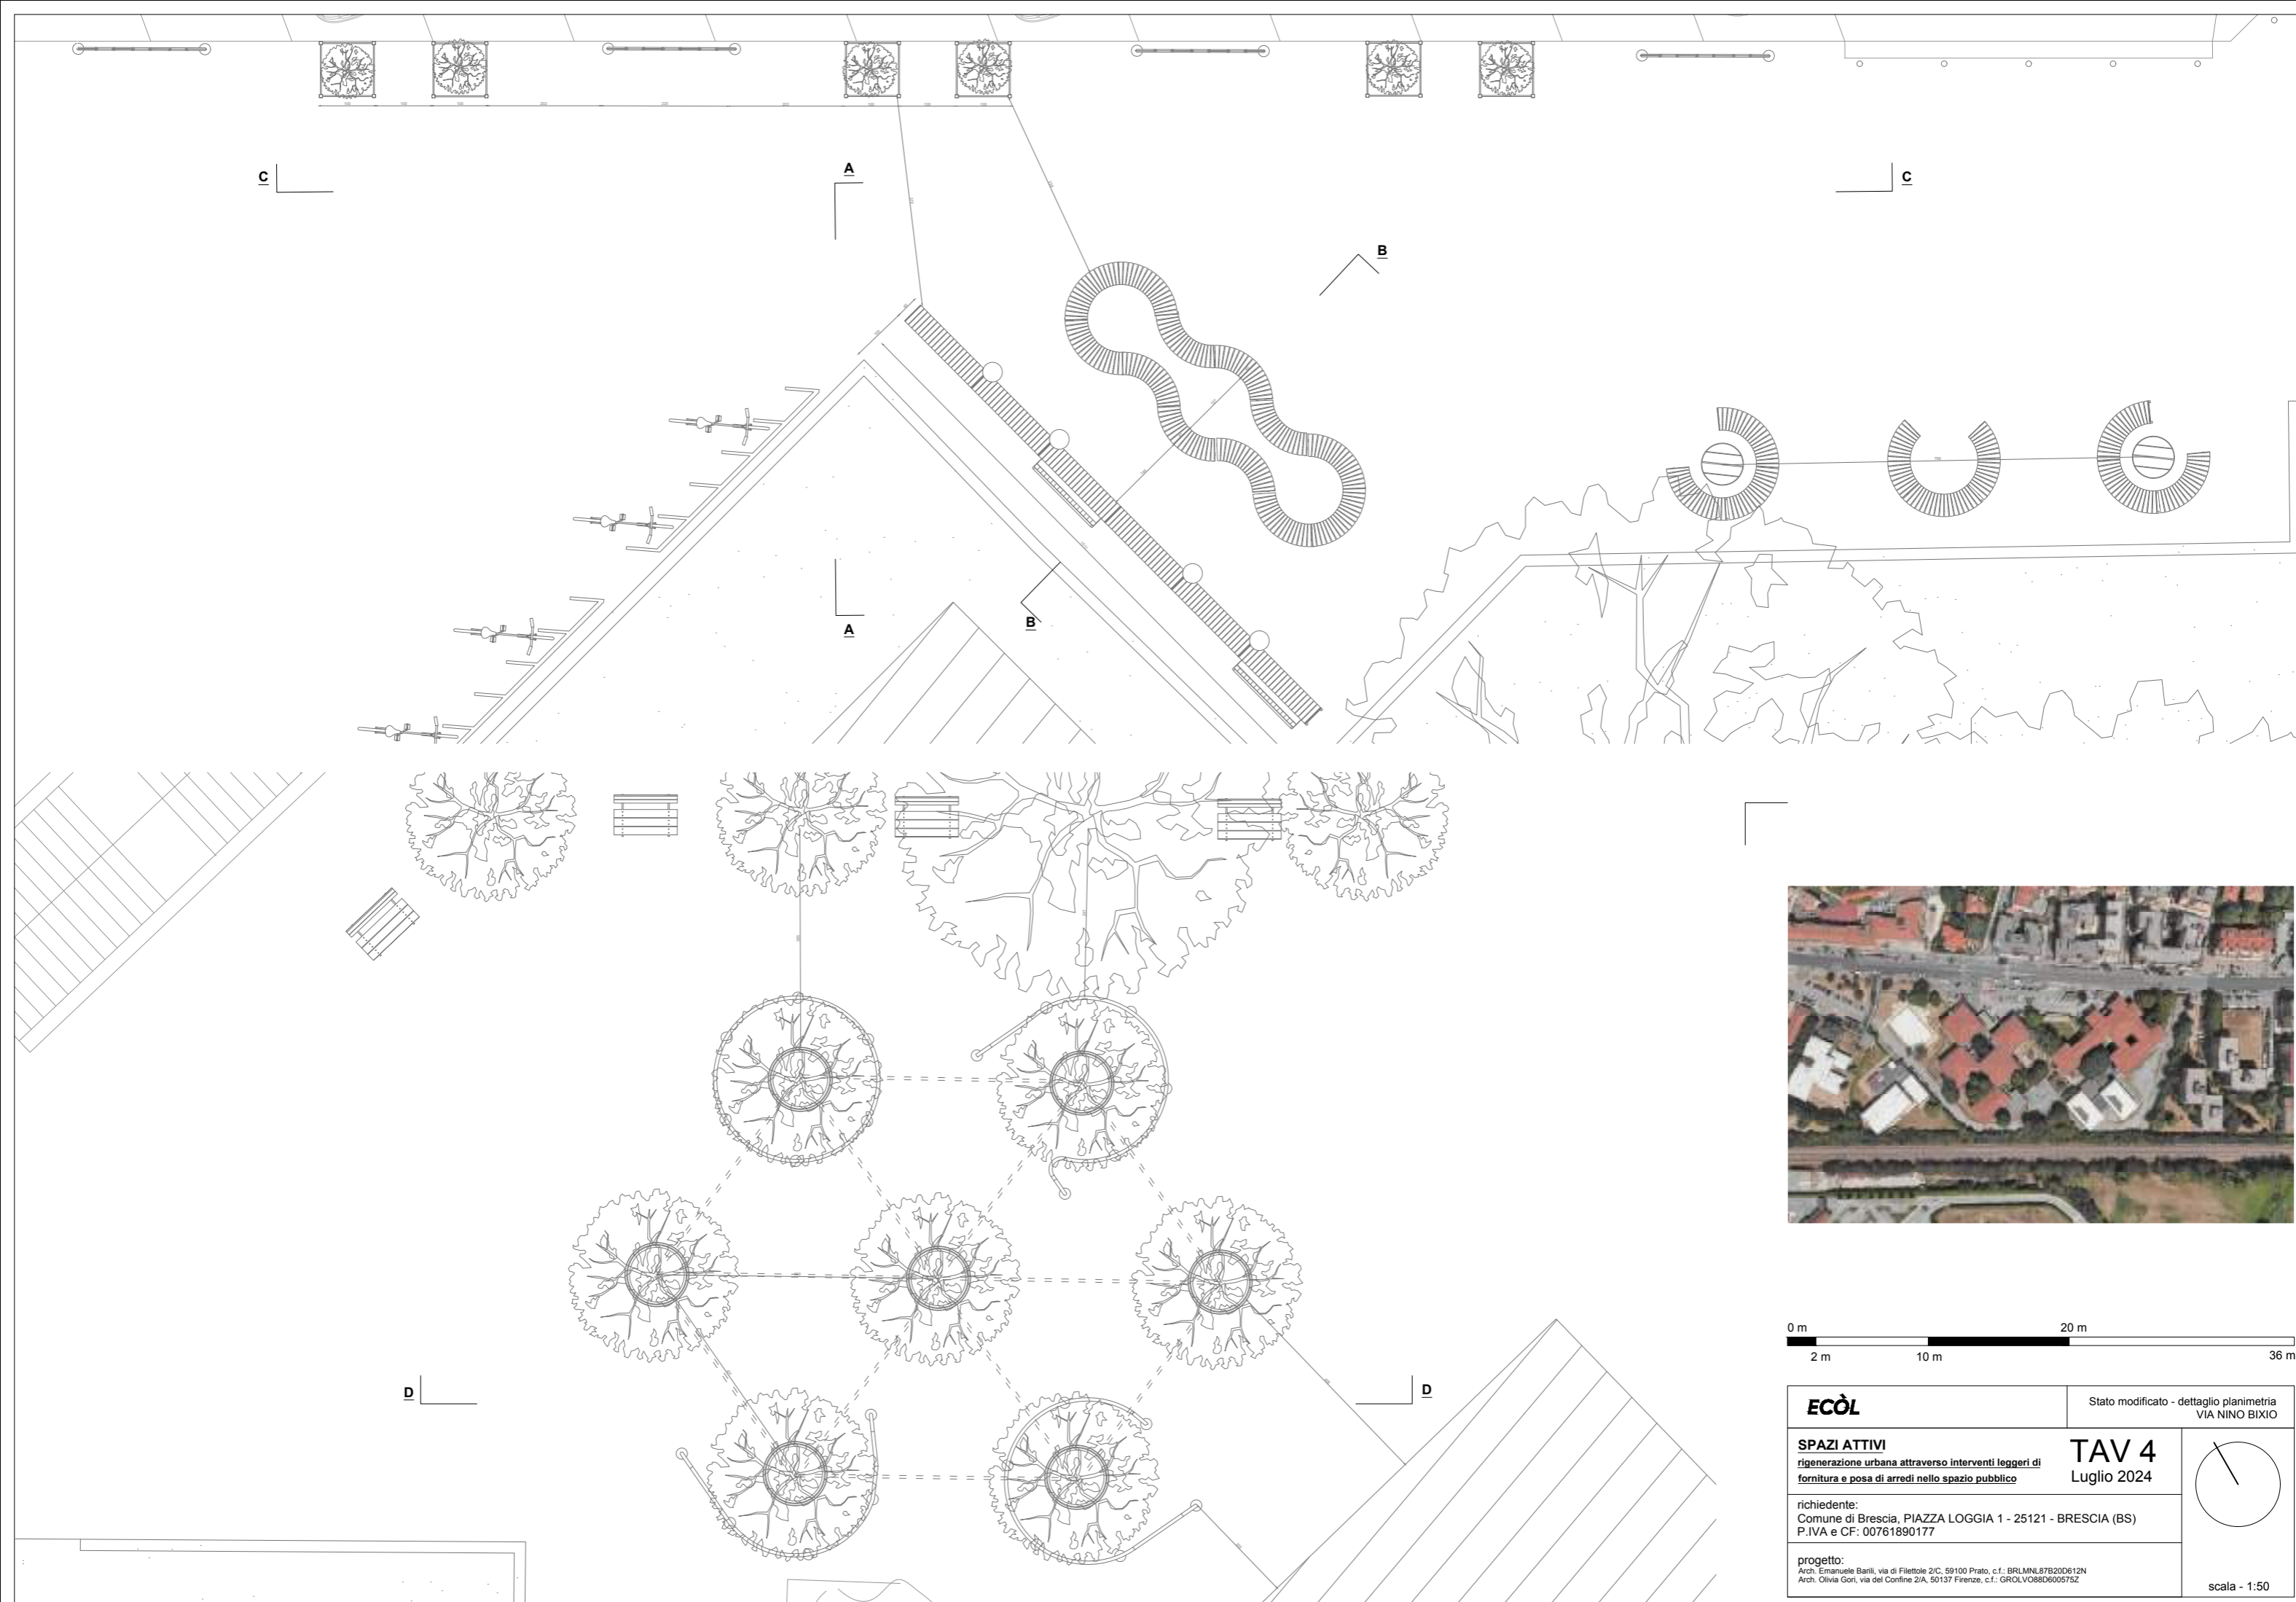 C
A
C
B
A
B
D
D
0 m
20 m
2 m
10 m
36 m
ECÒL
Stato modificato - dettaglio planimetria
VIA NINO BIXIO
SPAZI ATTIVI
rigenerazione urbana attraverso interventi leggeri di
fornitura e posa di arredi nello spazio pubblico
TAV 4
Luglio 2024
richiedente:
Comune di Brescia, PIAZZA LOGGIA 1 - 25121 - BRESCIA (BS)
P.IVA e CF: 00761890177
progetto:
Arch. Emanuele Barili, via di Filettole 2/C, 59100 Prato, c.f.: BRLMNL87B20D612N
Arch. Olivia Gori, via del Confine 2/A, 50137 Firenze, c.f.: GROLVO88D600575Z
scala - 1:50